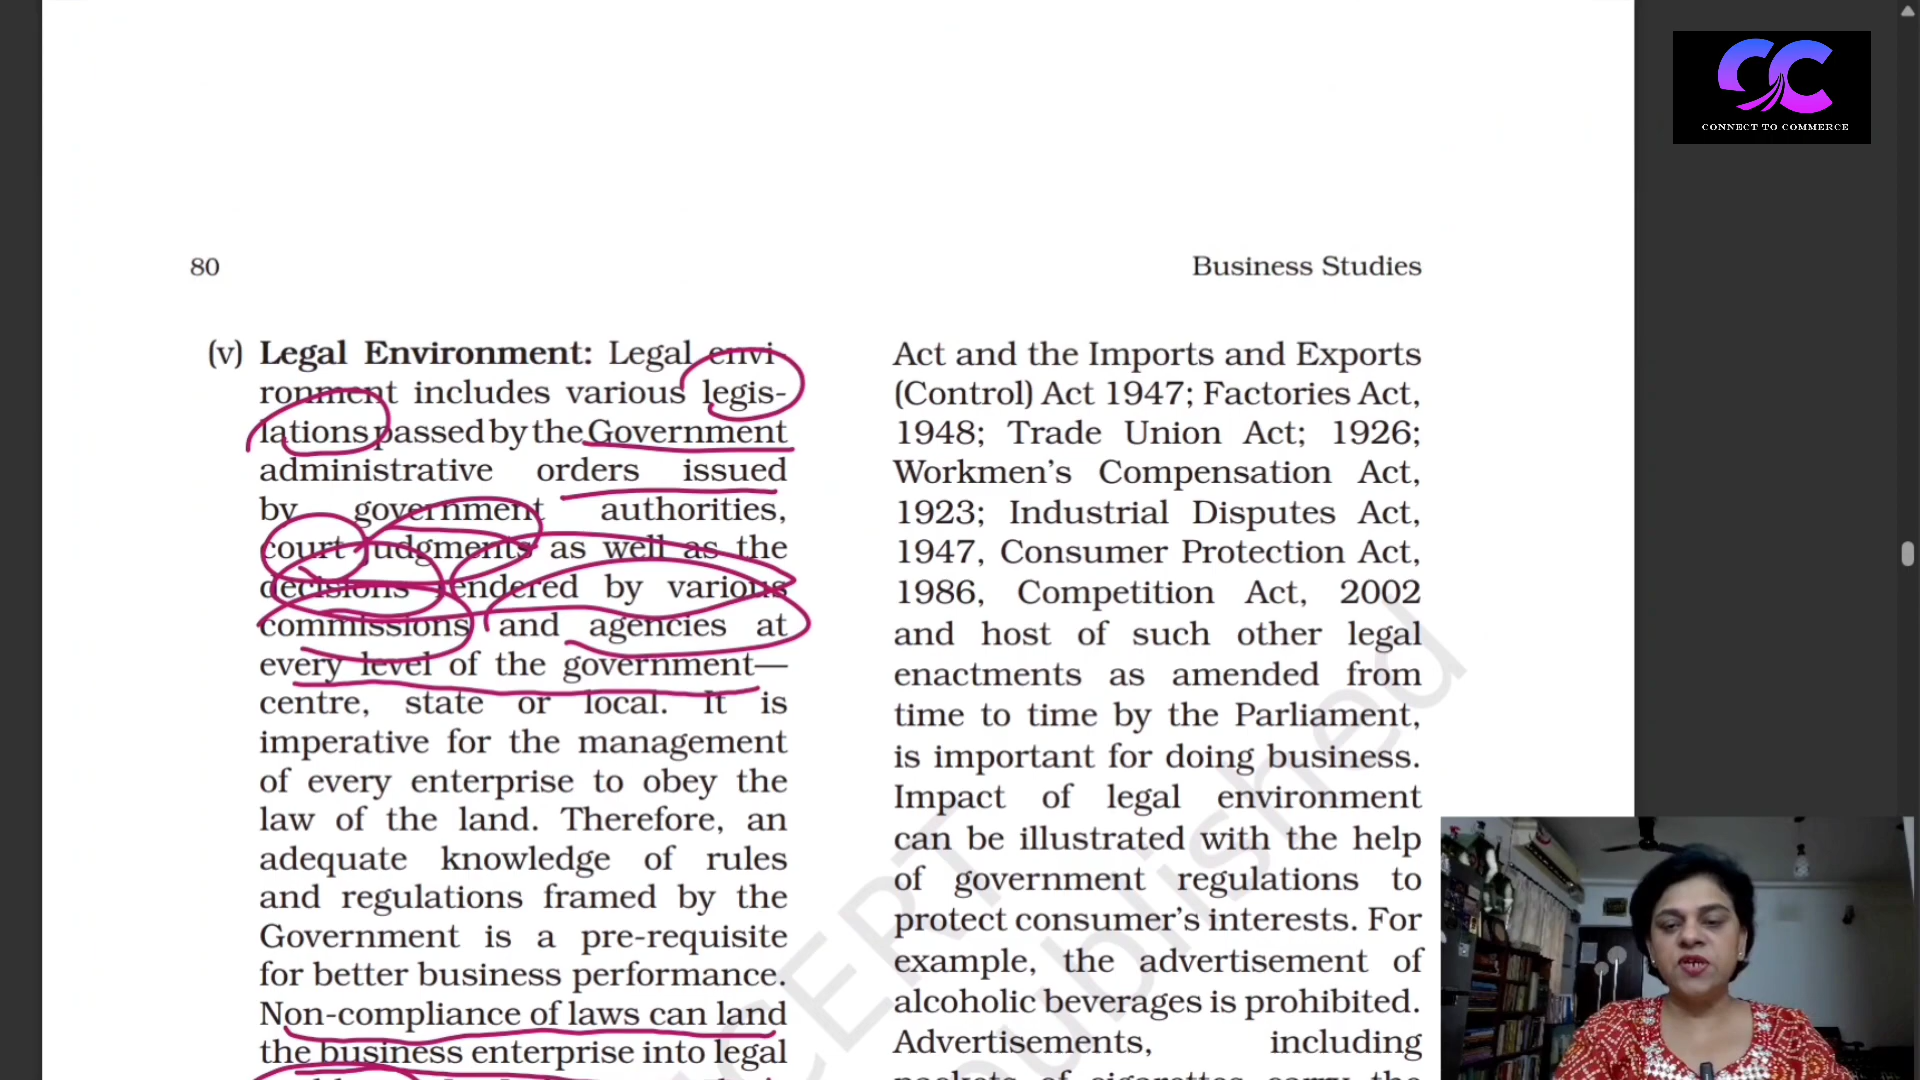 CONNECT TO COMMERCE
80
Business Studies
(v) Legal Environment: Legal envi-
ronment includes various legis-
lations passed by the Government
administrative orders issued
by government authorities,
court judgments as well as the
decisions rendered by various
commissions and agencies at
every level of the government—
centre, state or local. It is
imperative for the management
of every enterprise to obey the
law of the land. Therefore, an
adequate knowledge of rules
and regulations framed by the
Government is a pre-requisite
for better business performance.
Non-compliance of laws can land
the business enterprise into legal
Act and the Imports and Exports
(Control) Act 1947; Factories Act,
1948; Trade Union Act; 1926;
Workmen's Compensation Act,
1923; Industrial Disputes Act,
1947, Consumer Protection Act,
1986, Competition Act, 2002
and host of such other legal
enactments as amended from
time to time by the Parliament,
is important for doing business.
Impact of legal environment
can be illustrated with the help
of government regulations to
protect consumer's interests. For
example, the advertisement of
alcoholic beverages is prohibited.
Advertisements, including
packets of cigarettes carry the